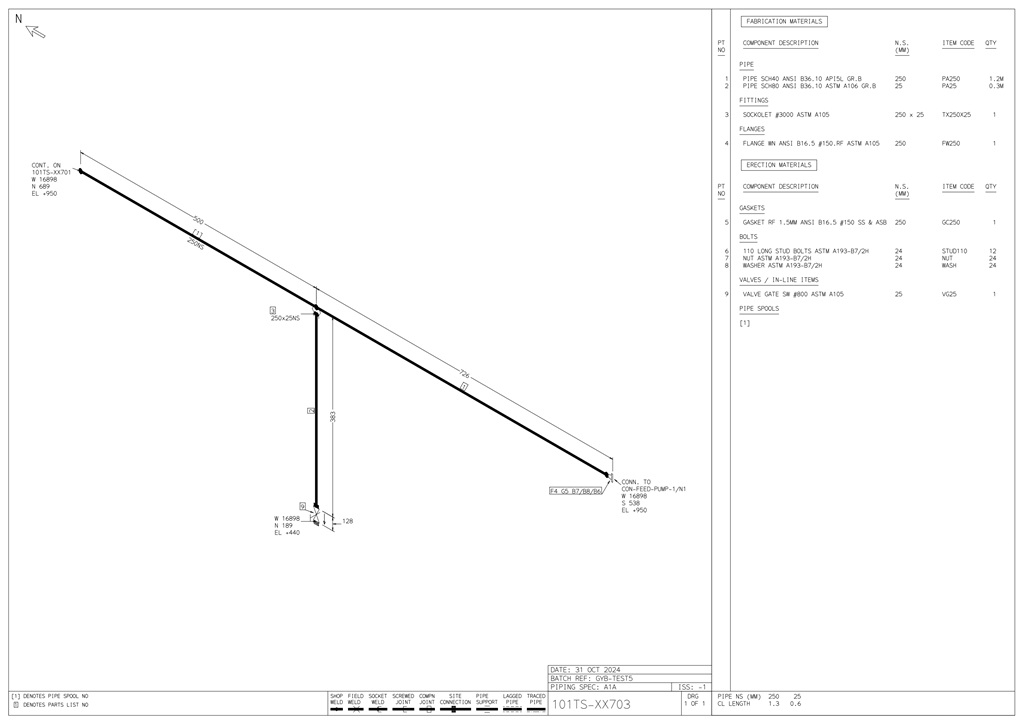 N
CONT. ON
101TS-XX701
W 16898
N 689
EL +950
500
[1]
250NS
3
250x25NS
726
1
2
383
9
W 16898
N 189
EL +440
128
F4 G5 B7/B8/B6
CONN. TO
CON-FEED-PUMP-1/N1
W 16898
S 538
EL +950
FABRICATION MATERIALS
PT NO COMPONENT DESCRIPTION N.S. (MM) ITEM CODE QTY
PIPE
1 PIPE SCH40 ANSI B36.10 API5L GR.B 250 PA250 1.2M
2 PIPE SCH80 ANSI B36.10 ASTM A106 GR.B 25 PA25 0.3M
FITTINGS
3 SOCKOLET #3000 ASTM A105 250 x 25 TX250X25 1
FLANGES
4 FLANGE WN ANSI B16.5 #150.RF ASTM A105 250 FW250 1
ERECTION MATERIALS
PT NO COMPONENT DESCRIPTION N.S. (MM) ITEM CODE QTY
GASKETS
5 GASKET RF 1.5MM ANSI B16.5 #150 SS & ASB 250 GC250 1
BOLTS
6 110 LONG STUD BOLTS ASTM A193-B7/2H 24 STUD110 12
7 NUT ASTM A193-B7/2H 24 NUT 24
8 WASHER ASTM A193-B7/2H 24 WASH 24
VALVES / IN-LINE ITEMS
9 VALVE GATE SW #800 ASTM A105 25 VG25 1
PIPE SPOOLS
[1]
DATE: 31 OCT 2024
BATCH REF: GYB-TEST5
PIPING SPEC: A1A ISS: -1
101TS-XX703
DRG
1 OF 1
PIPE NS (MM) 250 25
CL LENGTH 1.3 0.6
[1] DENOTES PIPE SPOOL NO
DENOTES PARTS LIST NO
SHOP WELD
FIELD WELD
SOCKET WELD
SCREWED JOINT
COMPN JOINT
SITE CONNECTION
PIPE SUPPORT
LAGGED PIPE
TRACED PIPE